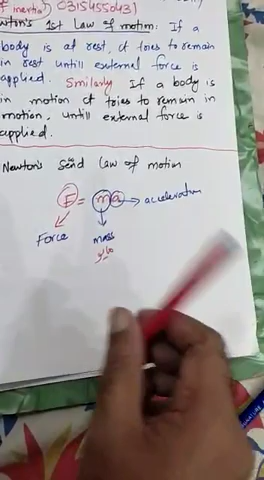 of inertia) 03154550431
wton's 1st Law of motion: If a
body is at rest, it tries to remain
in rest untill external force is
applied. Similarly If a body is
in motion it tries to remain in
motion, untill external force is
applied.
Newton's Law of motion
F = ma → acceleration
Force mass